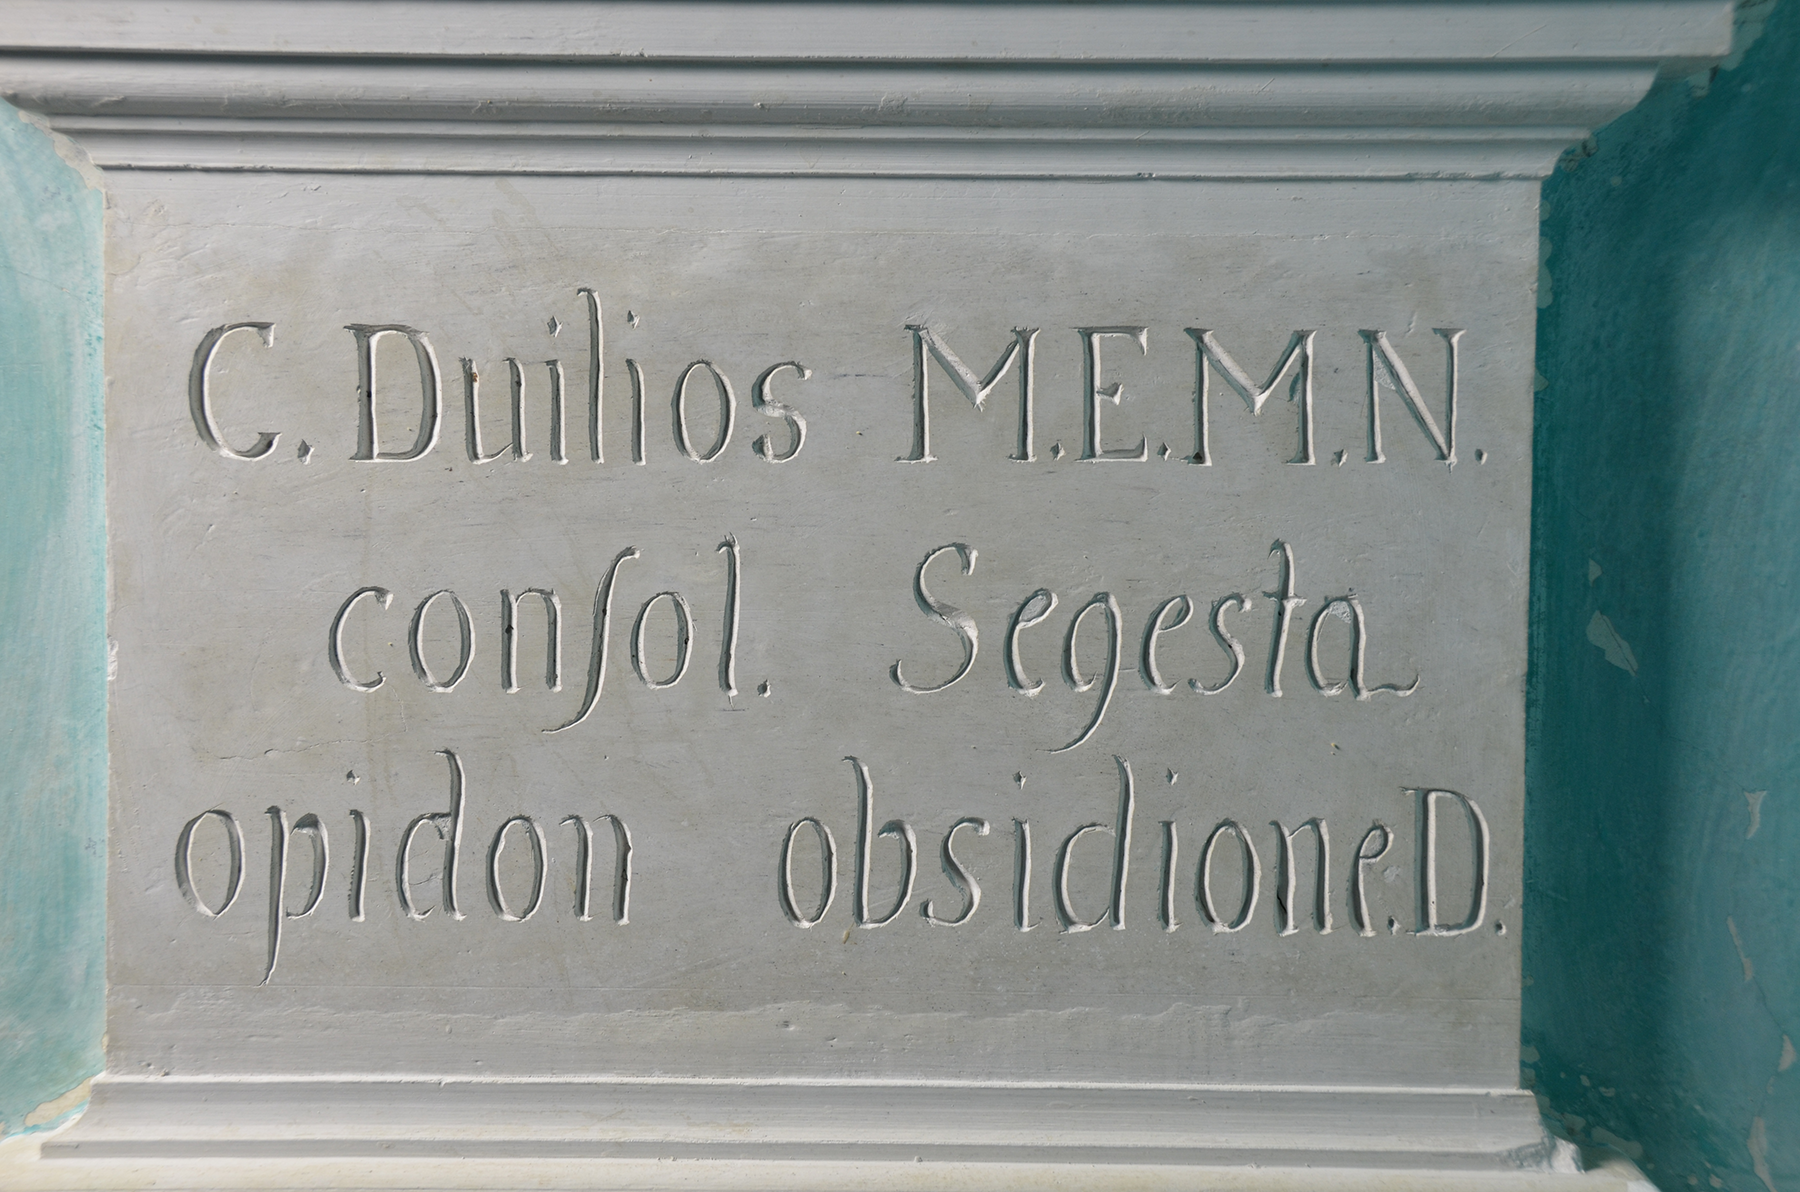 C. Duilios M.E.M.N.
conſol. Segesta
opidon obsidione.D.